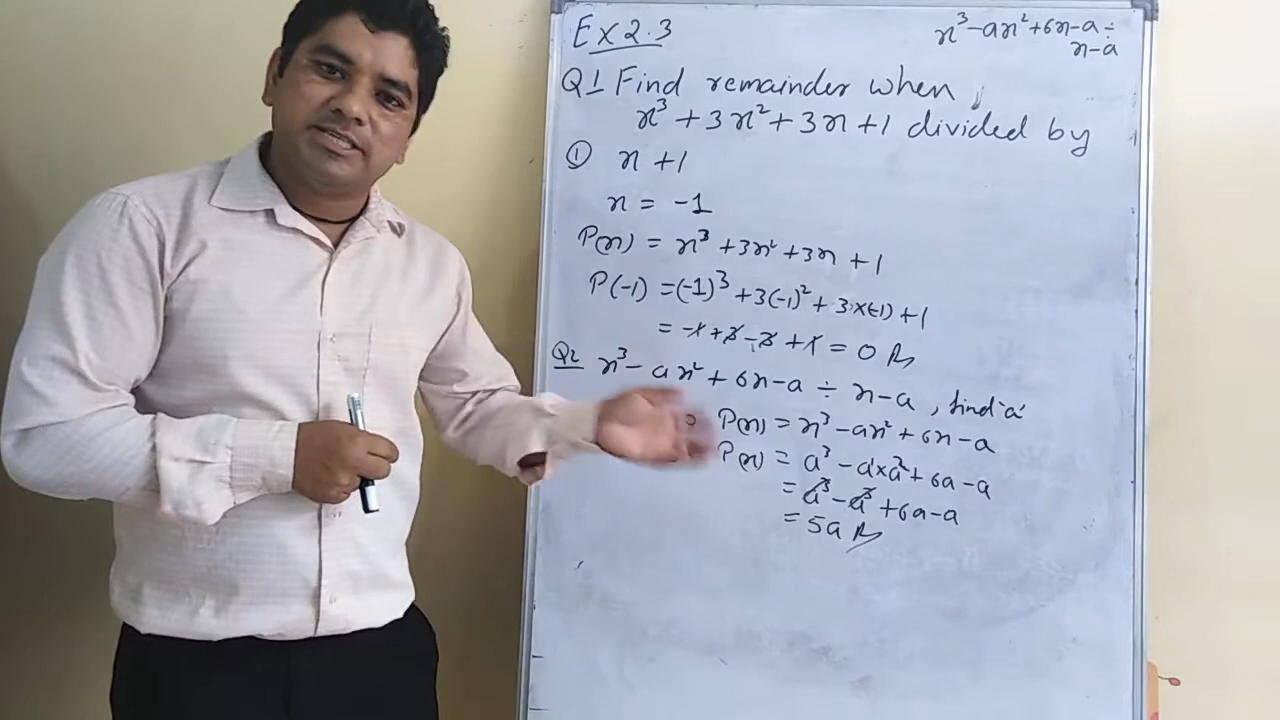 Ex 2.3
x³-ax²+6x-a ÷
x-a
Q1 Find remainder when
x³ + 3x² + 3x + 1 divided by
① x + 1
x = -1
P(x) = x³ + 3x² + 3x + 1
P(-1) = (-1)³ + 3(-1)² + 3×(-1) + 1
= -1 + 3 - 3 + 1 = 0
Q2 x³ - ax² + 6x - a ÷ x - a, find 'a'
P(x) = x³ - ax² + 6x - a
P(x) = a³ - a×a² + 6a - a
= a³ - a³ + 6a - a
= 5a